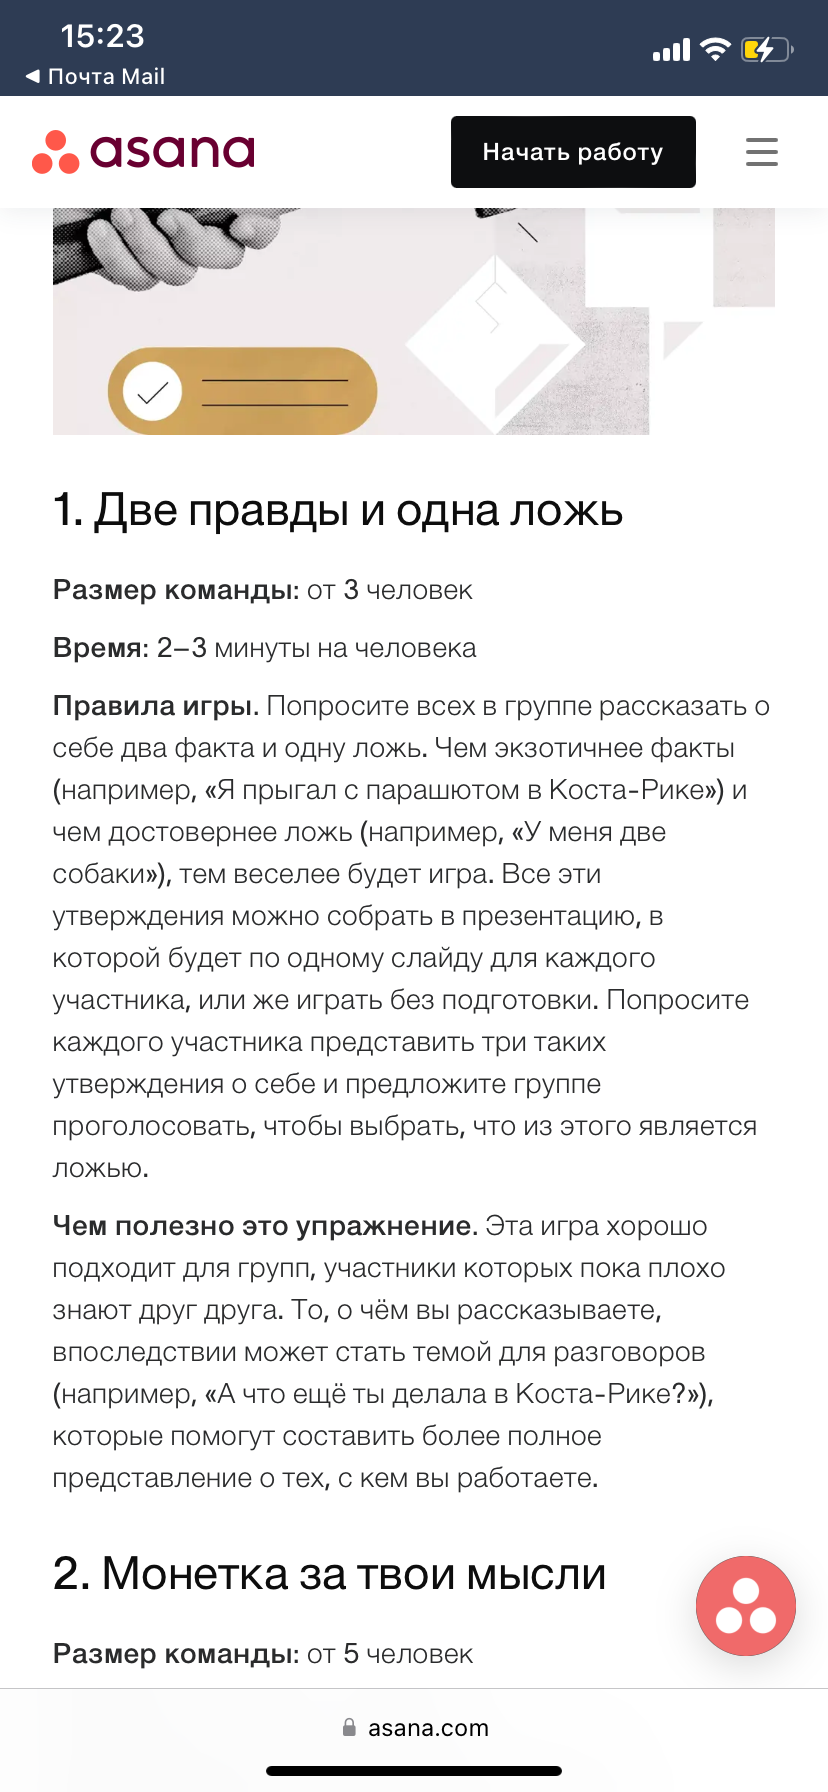 15:23
◀ Почта Mail
asana
Начать работу
1. Две правды и одна ложь
Размер команды: от 3 человек
Время: 2–3 минуты на человека
Правила игры. Попросите всех в группе рассказать о
себе два факта и одну ложь. Чем экзотичнее факты
(например, «Я прыгал с парашютом в Коста-Рике») и
чем достовернее ложь (например, «У меня две
собаки»), тем веселее будет игра. Все эти
утверждения можно собрать в презентацию, в
которой будет по одному слайду для каждого
участника, или же играть без подготовки. Попросите
каждого участника представить три таких
утверждения о себе и предложите группе
проголосовать, чтобы выбрать, что из этого является
ложью.
Чем полезно это упражнение. Эта игра хорошо
подходит для групп, участники которых пока плохо
знают друг друга. То, о чём вы рассказываете,
впоследствии может стать темой для разговоров
(например, «А что ещё ты делала в Коста-Рике?»),
которые помогут составить более полное
представление о тех, с кем вы работаете.
2. Монетка за твои мысли
Размер команды: от 5 человек
asana.com